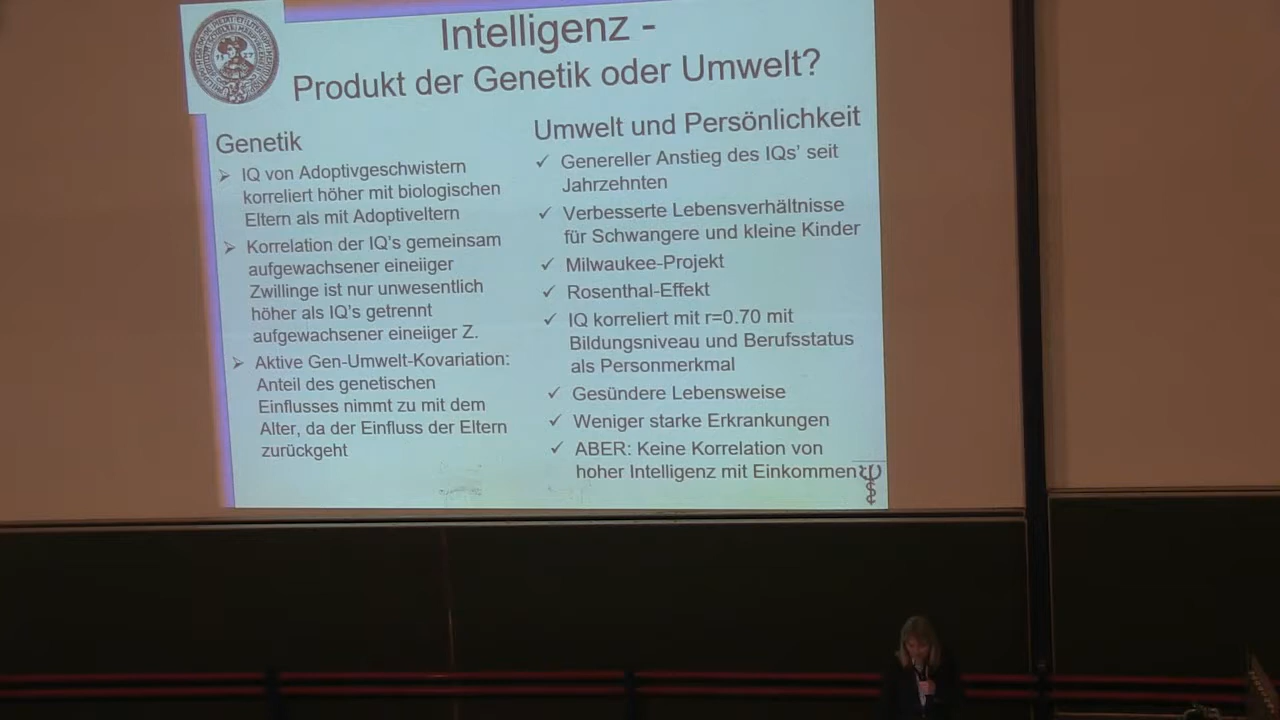 Intelligenz -
Produkt der Genetik oder Umwelt?
Genetik
IQ von Adoptivgeschwistern
korreliert höher mit biologischen
Eltern als mit Adoptiveltern
Korrelation der IQ's gemeinsam
aufgewachsener eineiiger
Zwillinge ist nur unwesentlich
höher als IQ's getrennt
aufgewachsener eineiiger Z.
Aktive Gen-Umwelt-Kovariation:
Anteil des genetischen
Einflusses nimmt zu mit dem
Alter, da der Einfluss der Eltern
zurückgeht
Umwelt und Persönlichkeit
Genereller Anstieg des IQs' seit
Jahrzehnten
Verbesserte Lebensverhältnisse
für Schwangere und kleine Kinder
Milwaukee-Projekt
Rosenthal-Effekt
IQ korreliert mit r=0.70 mit
Bildungsniveau und Berufsstatus
als Personmerkmal
Gesündere Lebensweise
Weniger starke Erkrankungen
ABER: Keine Korrelation von
hoher Intelligenz mit Einkommen